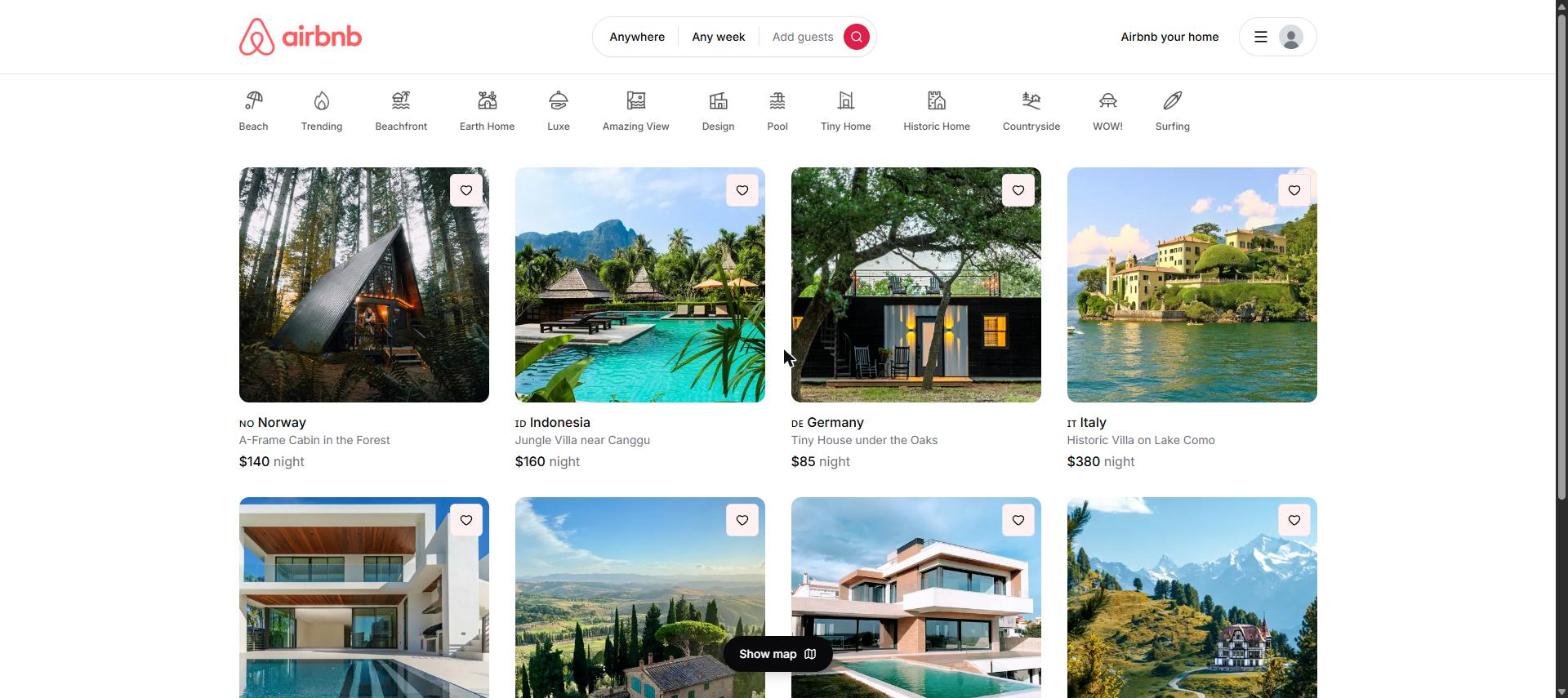 airbnb
Anywhere
Any week
Add guests
Airbnb your home
Beach
Trending
Beachfront
Earth Home
Luxe
Amazing View
Design
Pool
Tiny Home
Historic Home
Countryside
WOW!
Surfing
NO Norway
A-Frame Cabin in the Forest
$140 night
ID Indonesia
Jungle Villa near Canggu
$160 night
DE Germany
Tiny House under the Oaks
$85 night
IT Italy
Historic Villa on Lake Como
$380 night
Show map